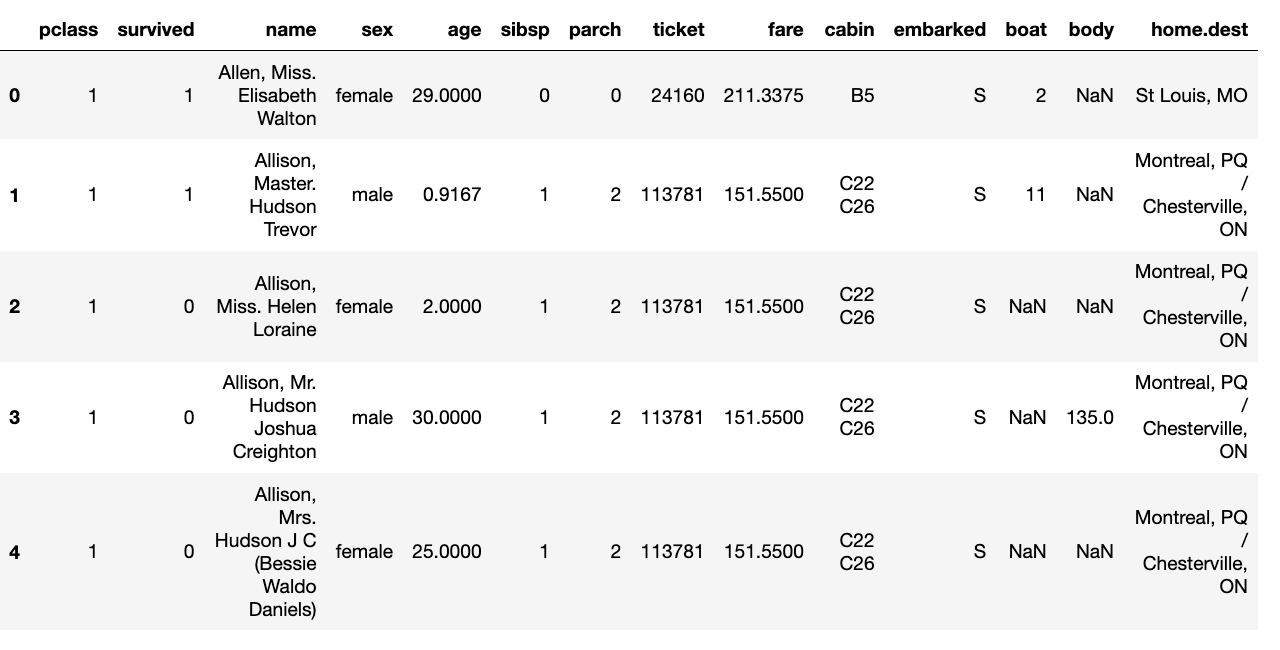 pclass survived name sex age sibsp parch ticket fare cabin embarked boat body home.dest
0 1 1 Allen, Miss. Elisabeth Walton female 29.0000 0 0 24160 211.3375 B5 S 2 NaN St Louis, MO
1 1 1 Allison, Master. Hudson Trevor male 0.9167 1 2 113781 151.5500 C22 C26 S 11 NaN Montreal, PQ / Chesterville, ON
2 1 0 Allison, Miss. Helen Loraine female 2.0000 1 2 113781 151.5500 C22 C26 S NaN NaN Montreal, PQ / Chesterville, ON
3 1 0 Allison, Mr. Hudson Joshua Creighton male 30.0000 1 2 113781 151.5500 C22 C26 S NaN 135.0 Montreal, PQ / Chesterville, ON
4 1 0 Allison, Mrs. Hudson J C (Bessie Waldo Daniels) female 25.0000 1 2 113781 151.5500 C22 C26 S NaN NaN Montreal, PQ / Chesterville, ON